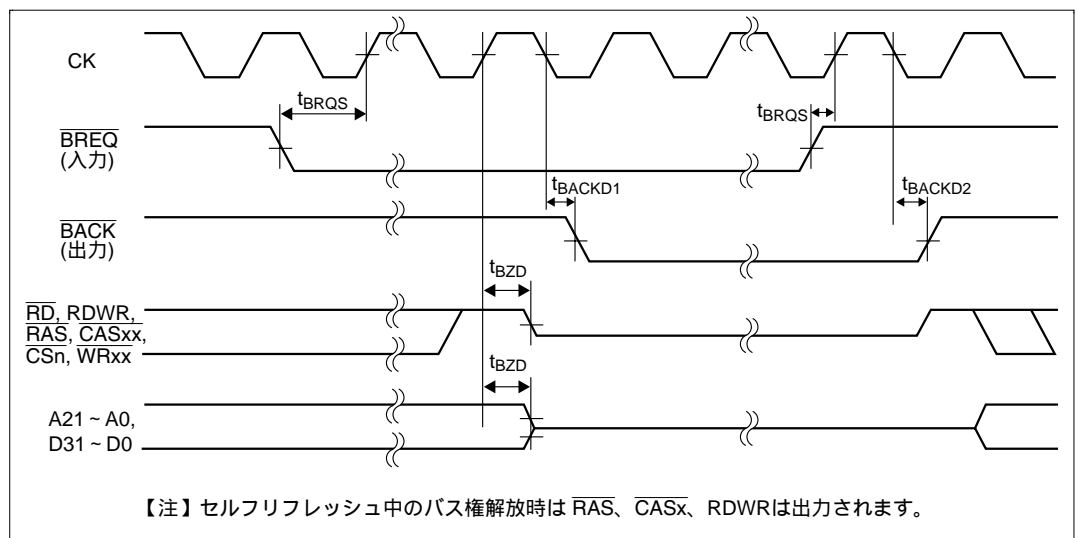 CK
tBRQS
tBRQS
BREQ
(入力)
tBACKD1
tBACKD2
BACK
(出力)
tBZD
RD, RDWR,
RAS, CASxx,
CSn, WRxx
tBZD
A21 ~ A0,
D31 ~ D0
【注】セルフリフレッシュ中のバス権解放時は RAS、CASx、RDWRは出力されます。